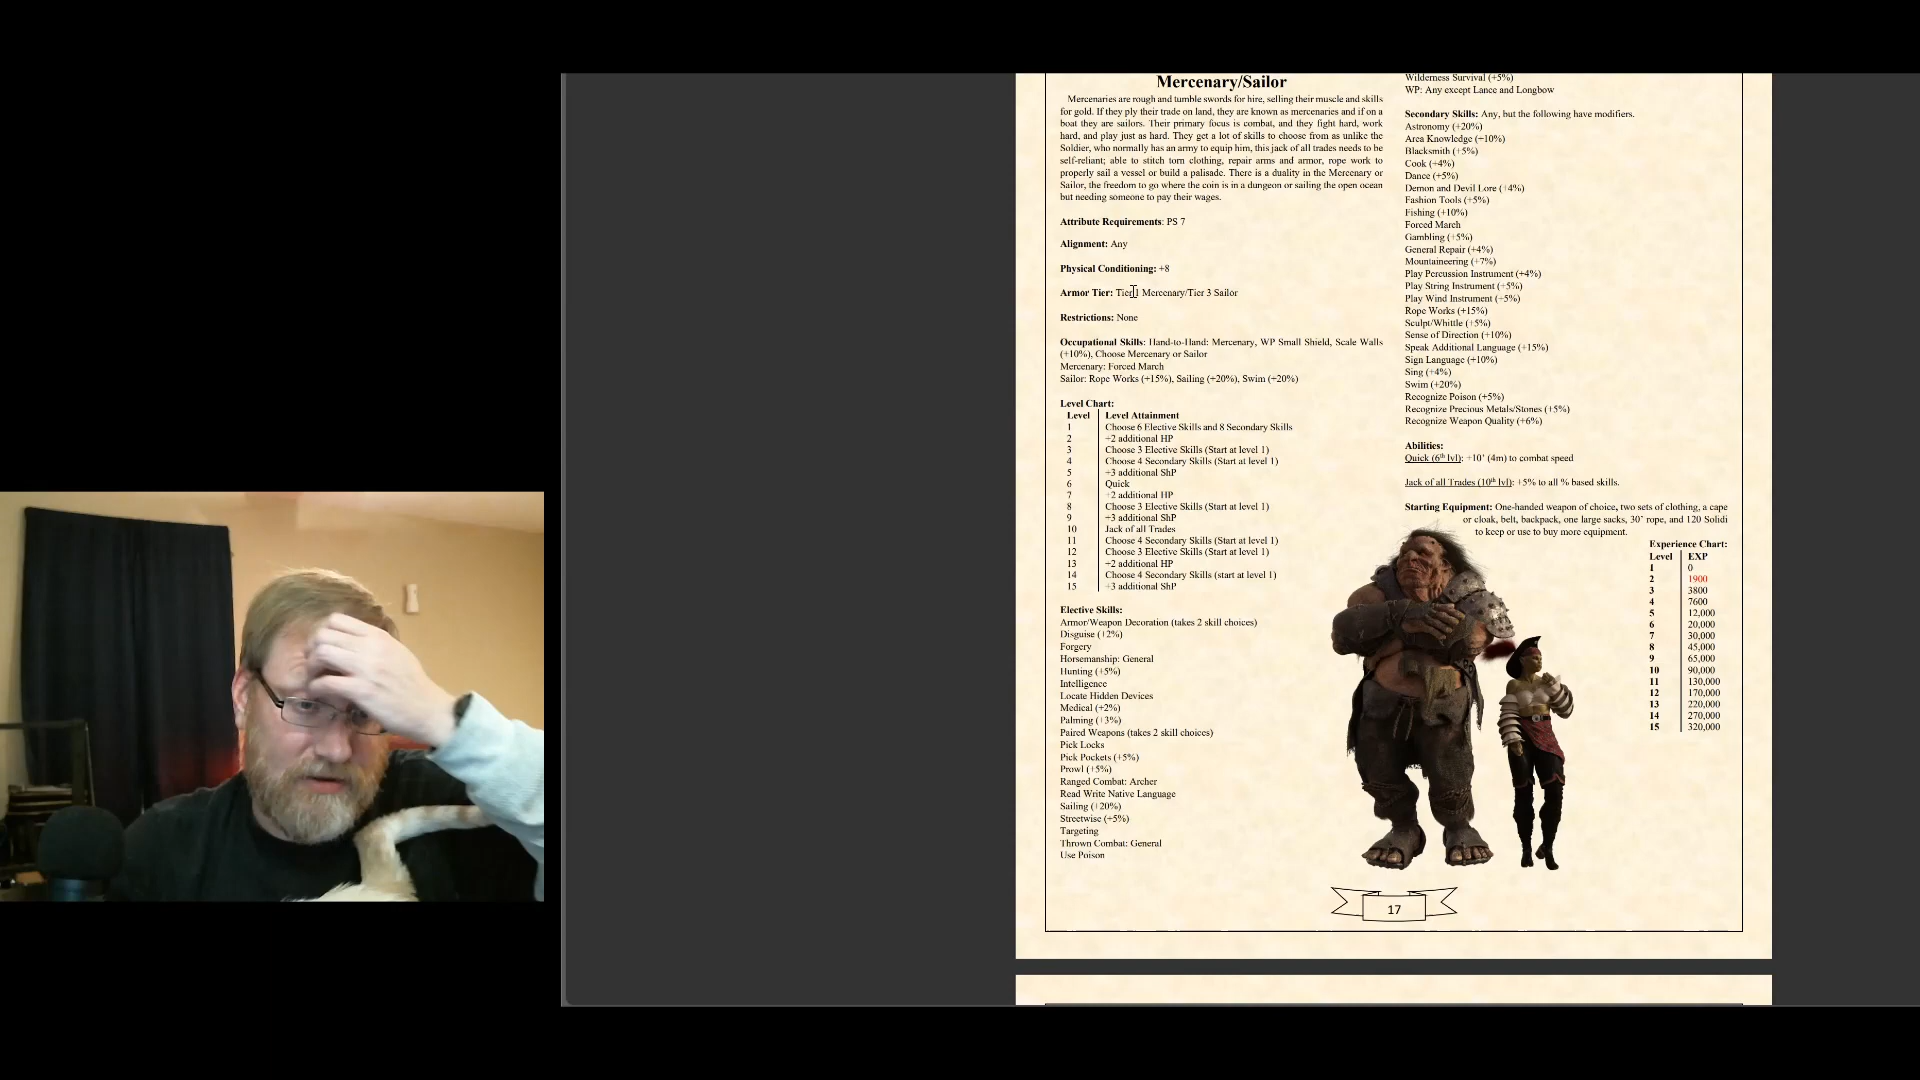 Mercenary/Sailor
Mercenaries are rough and tumble swords for hire, selling their muscle and skills
for gold. If they ply their trade on land, they are known as mercenaries and if on a
boat they are sailors. Their primary focus is combat, and they fight hard, work
hard, and play just as hard. They get a lot of skills to choose from as unlike the
Soldier, who normally has an army to equip him, this jack of all trades needs to be
self-reliant; able to stitch torn clothing, repair arms and armor, rope work to
properly sail a vessel or build a palisade. There is a duality in the Mercenary or
Sailor, the freedom to go where the coin is in a dungeon or sailing the open ocean
but needing someone to pay their wages.
Attribute Requirements: PS 7
Alignment: Any
Physical Conditioning: +8
Armor Tier: Tier 1 Mercenary/Tier 3 Sailor
Restrictions: None
Occupational Skills: Hand-to-Hand: Mercenary, WP Small Shield, Scale Walls
(+10%), Choose Mercenary or Sailor
Mercenary: Forced March
Sailor: Rope Works (+15%), Sailing (+20%), Swim (+20%)
Level Chart:
Level Level Attainment
1 Choose 6 Elective Skills and 8 Secondary Skills
2 +2 additional HP
3 Choose 3 Elective Skills (Start at level 1)
4 Choose 4 Secondary Skills (Start at level 1)
5 +3 additional ShP
6 Quick
7 +2 additional HP
8 Choose 3 Elective Skills (Start at level 1)
9 +3 additional ShP
10 Jack of all Trades
11 Choose 4 Secondary Skills (Start at level 1)
12 Choose 3 Elective Skills (Start at level 1)
13 +2 additional HP
14 Choose 4 Secondary Skills (start at level 1)
15 +3 additional ShP
Elective Skills:
Armor/Weapon Decoration (takes 2 skill choices)
Disguise (+2%)
Forgery
Horsemanship: General
Hunting (+5%)
Intelligence
Locate Hidden Devices
Medical (+2%)
Palming (+3%)
Paired Weapons (takes 2 skill choices)
Pick Locks
Pick Pockets (+5%)
Prowl (+5%)
Ranged Combat: Archer
Read Write Native Language
Sailing (+20%)
Streetwise (+5%)
Targeting
Thrown Combat: General
Use Poison
Wilderness Survival (+5%)
WP: Any except Lance and Longbow
Secondary Skills: Any, but the following have modifiers.
Astronomy (+20%)
Area Knowledge (+10%)
Blacksmith (+5%)
Cook (+4%)
Dance (+5%)
Demon and Devil Lore (+4%)
Fashion Tools (+5%)
Fishing (+10%)
Forced March
Gambling (+5%)
General Repair (+4%)
Mountaineering (+7%)
Play Percussion Instrument (+4%)
Play String Instrument (+5%)
Play Wind Instrument (+5%)
Rope Works (+15%)
Sculpt/Whittle (+5%)
Sense of Direction (+10%)
Speak Additional Language (+15%)
Sign Language (+10%)
Sing (+4%)
Swim (+20%)
Recognize Poison (+5%)
Recognize Precious Metals/Stones (+5%)
Recognize Weapon Quality (+6%)
Abilities:
Quick (6th lvl): +10' (4m) to combat speed
Jack of all Trades (10th lvl): +5% to all % based skills.
Starting Equipment: One-handed weapon of choice, two sets of clothing, a cape
or cloak, belt, backpack, one large sacks, 30' rope, and 120 Solidi
to keep or use to buy more equipment.
Experience Chart:
Level EXP
1 0
2 1900
3 3800
4 7600
5 12,000
6 20,000
7 30,000
8 45,000
9 65,000
10 90,000
11 130,000
12 170,000
13 220,000
14 270,000
15 320,000
17